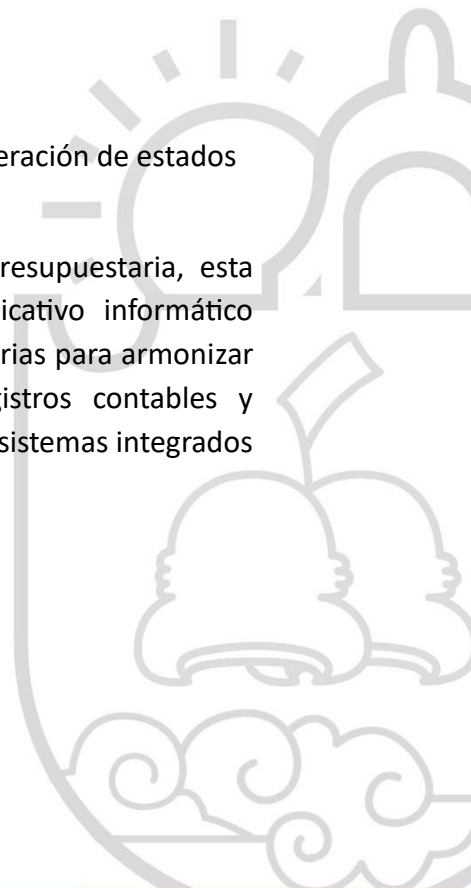 eración de estados
resupuestaria, esta
icativo informático
rias para armonizar
gistros contables y
sistemas integrados